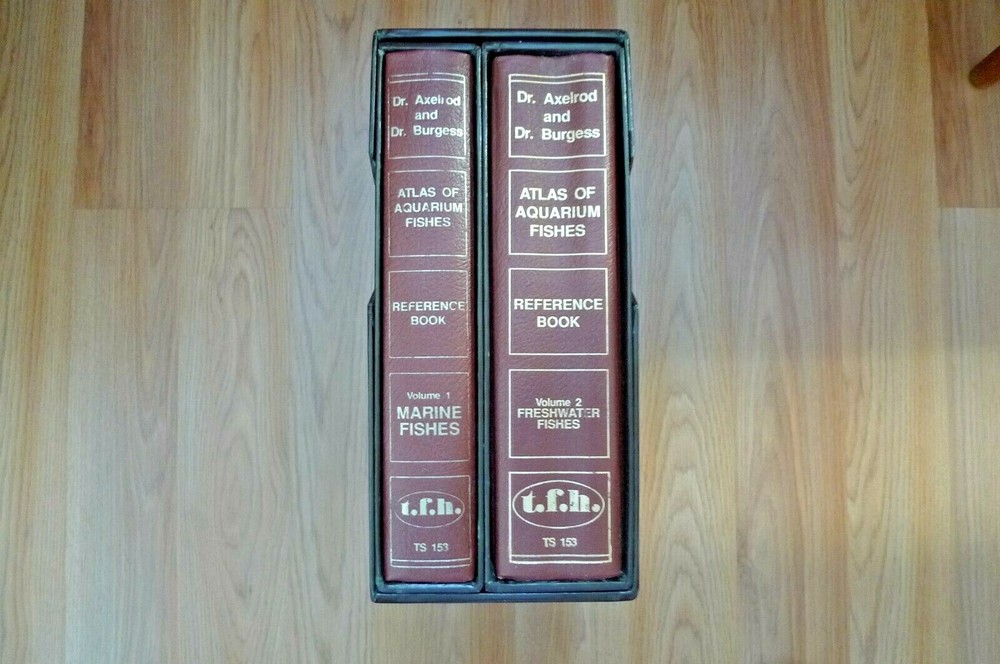 Dr. Axelrod
and
Dr. Burgess
ATLAS OF
AQUARIUM
FISHES
REFERENCE
BOOK
Volume 1
MARINE
FISHES
t.f.h.
TS 153
Dr. Axelrod
and
Dr. Burgess
ATLAS OF
AQUARIUM
FISHES
REFERENCE
BOOK
Volume 2
FRESHWATER
FISHES
t.f.h.
TS 153